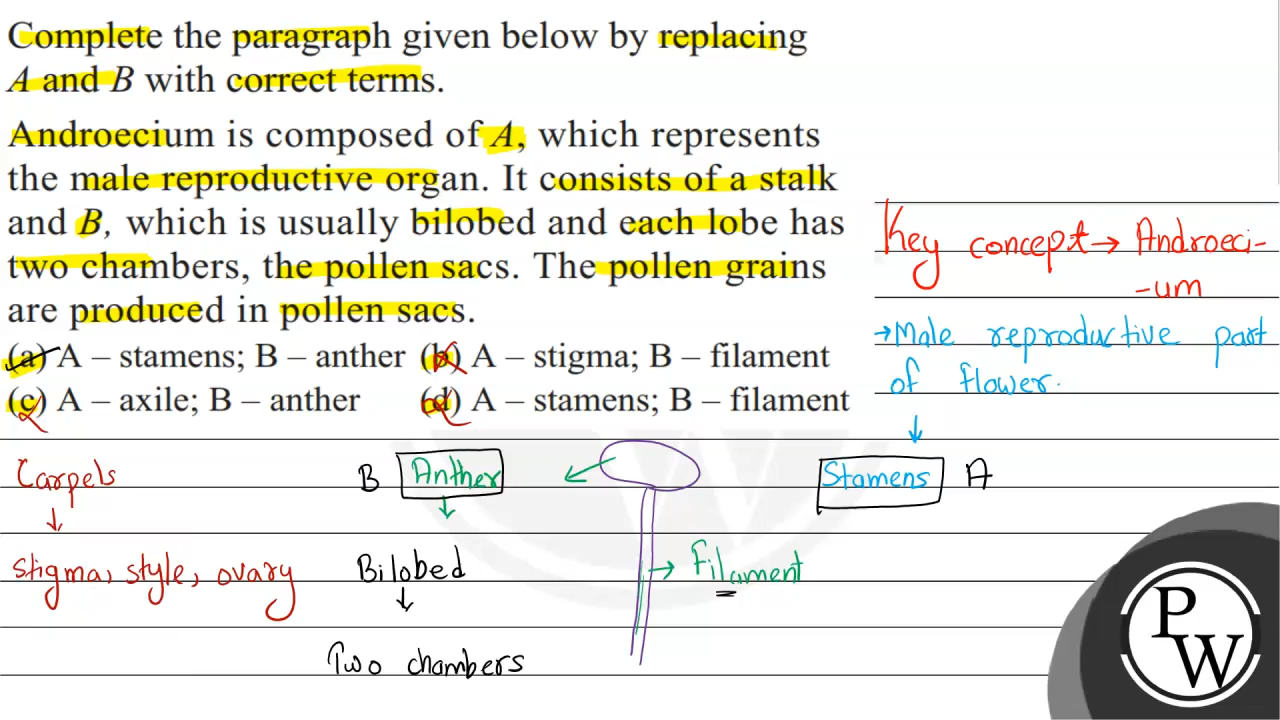 Complete the paragraph given below by replacing
A and B with correct terms.
Androecium is composed of A, which represents
the male reproductive organ. It consists of a stalk
and B, which is usually bilobed and each lobe has
two chambers, the pollen sacs. The pollen grains
are produced in pollen sacs.
(a) A – stamens; B – anther (b) A – stigma; B – filament
(c) A – axile; B – anther (d) A – stamens; B – filament
Key concept → Androeci-
-um
→ Male reproductive part
of flower.
Carpels
B Anther
Stamens A
Stigma, style, ovary
Bilobed
→ Filament
Two chambers
P
W